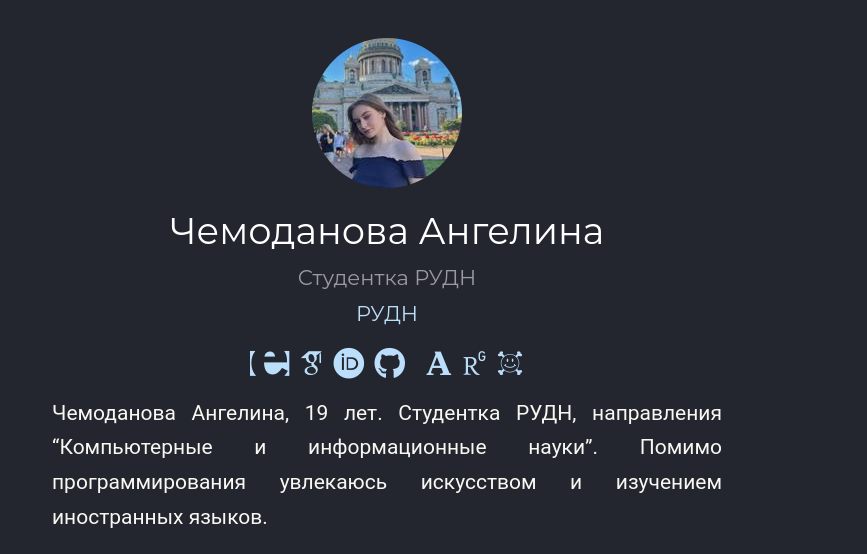 Чемоданова Ангелина
Студентка РУДН
РУДН
Чемоданова Ангелина, 19 лет. Студентка РУДН, направления
“Компьютерные и информационные науки”. Помимо
программирования увлекаюсь искусством и изучением
иностранных языков.